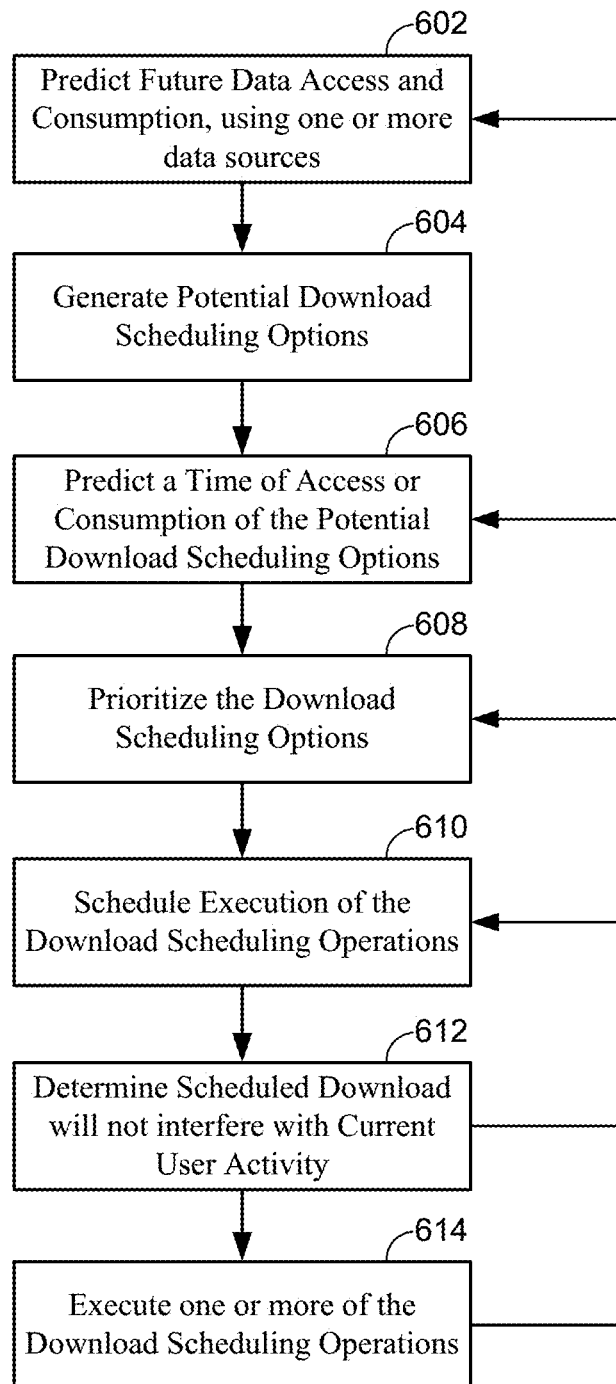 602
Predict Future Data Access and
Consumption, using one or more
data sources
604
Generate Potential Download
Scheduling Options
606
Predict a Time of Access or
Consumption of the Potential
Download Scheduling Options
608
Prioritize the Download
Scheduling Options
610
Schedule Execution of the
Download Scheduling Operations
612
Determine Scheduled Download
will not interfere with Current
User Activity
614
Execute one or more of the
Download Scheduling Operations